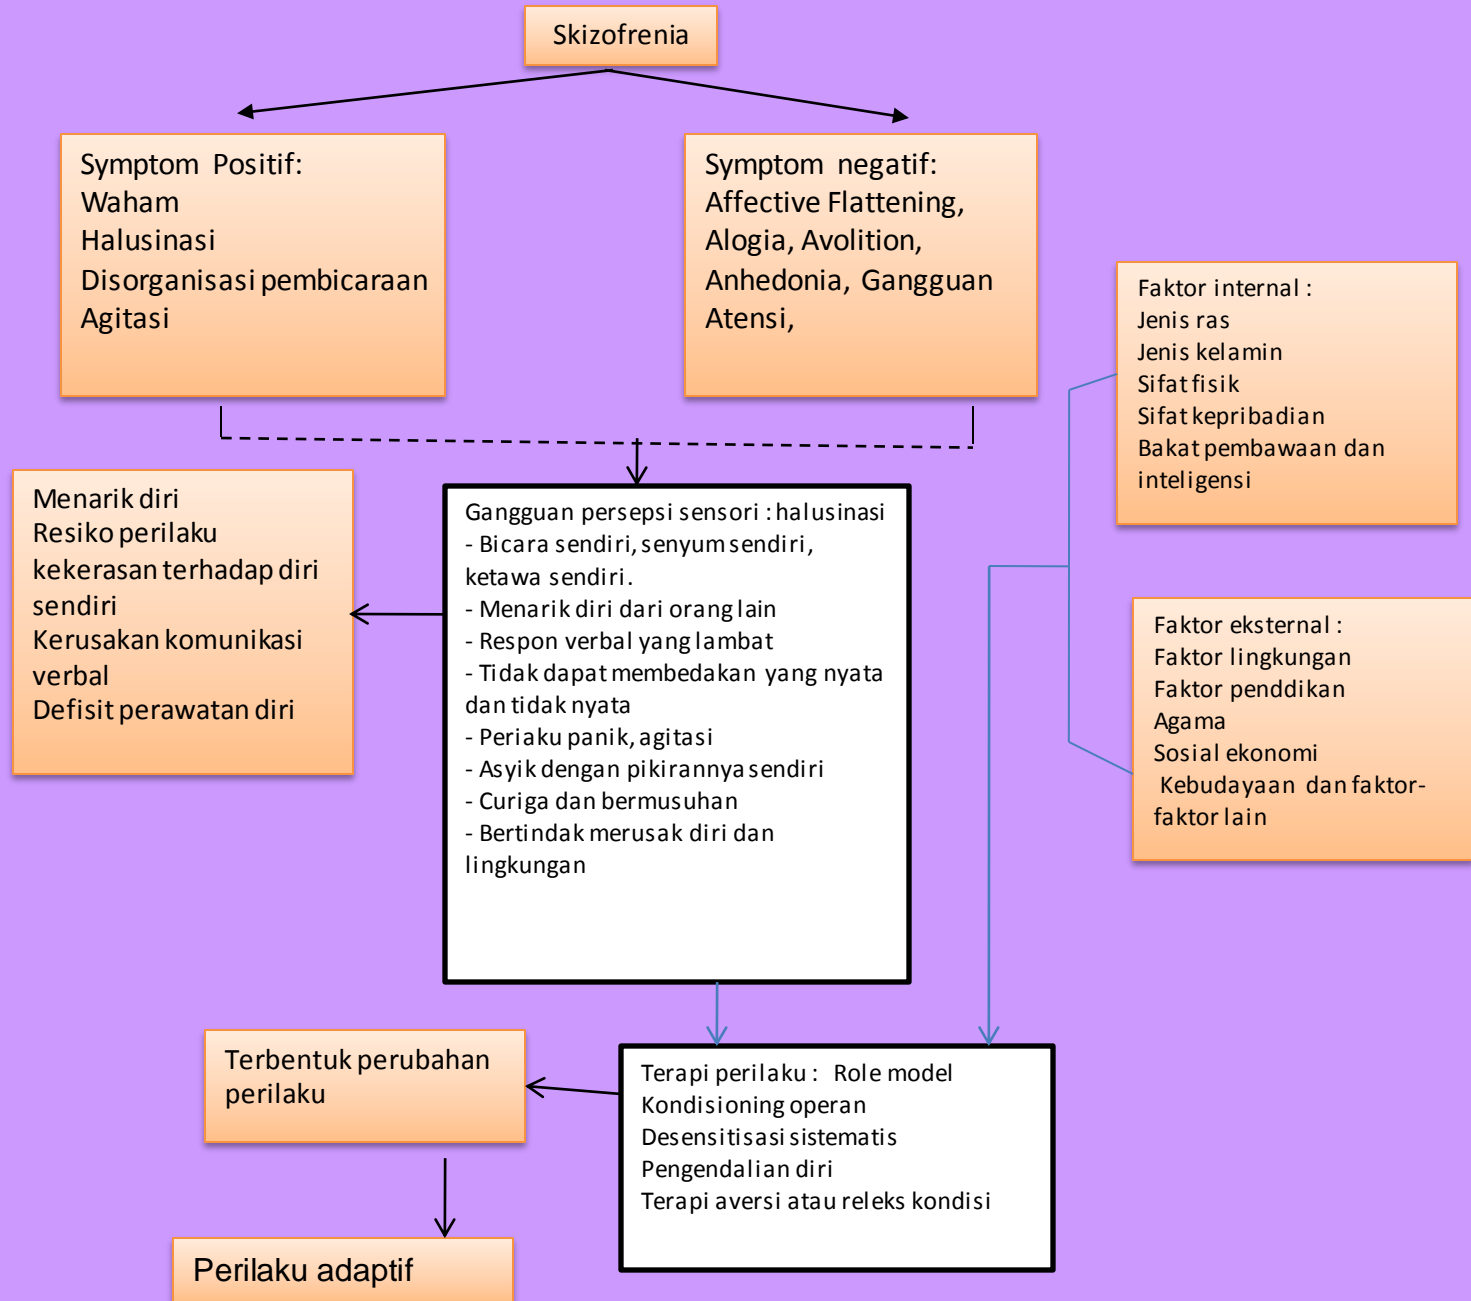 Skizofrenia
Symptom Positif:
Waham
Halusinasi
Disorganisasi pembicaraan
Agitasi
Symptom negatif:
Affective Flattening,
Alogia, Avolition,
Anhedonia, Gangguan
Atensi,
Faktor internal :
Jenis ras
Jenis kelamin
Sifat fisik
Sifat kepribadian
Bakat pembawaan dan
inteligensi
Menarik diri
Resiko perilaku
kekerasan terhadap diri
sendiri
Kerusakan komunikasi
verbal
Defisit perawatan diri
Gangguan persepsi sensori : halusinasi
- Bicara sendiri, senyum sendiri,
ketawa sendiri.
- Menarik diri dari orang lain
- Respon verbal yang lambat
- Tidak dapat membedakan yang nyata
dan tidak nyata
- Periaku panik, agitasi
- Asyik dengan pikirannya sendiri
- Curiga dan bermusuhan
- Bertindak merusak diri dan
lingkungan
Faktor eksternal :
Faktor lingkungan
Faktor penddikan
Agama
Sosial ekonomi
Kebudayaan dan faktor-
faktor lain
Terbentuk perubahan
perilaku
Terapi perilaku : Role model
Kondisioning operan
Desensitisasi sistematis
Pengendalian diri
Terapi aversi atau releks kondisi
Perilaku adaptif